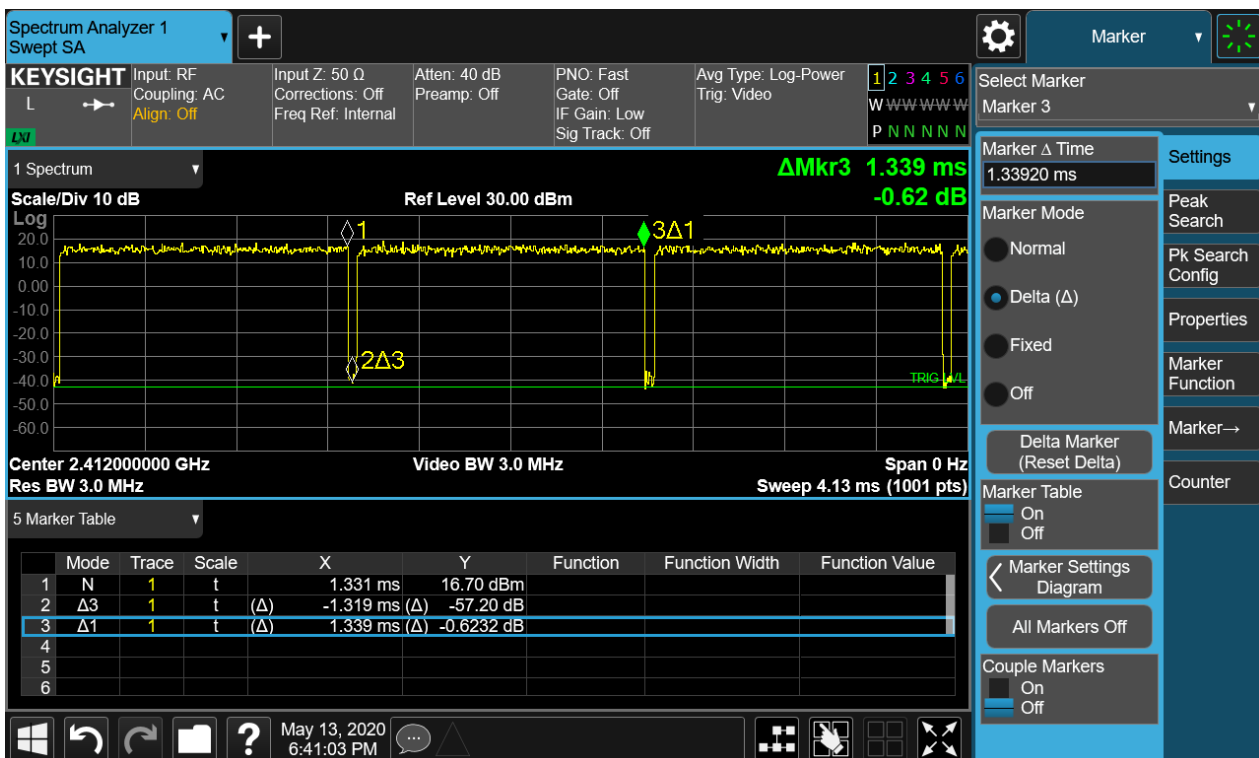 Spectrum Analyzer 1
Swept SA
+
Marker
KEYSIGHT
L
LXI
Input: RF
Coupling: AC
Align: Off
Input Z: 50 Ω
Corrections: Off
Freq Ref: Internal
Atten: 40 dB
Preamp: Off
PNO: Fast
Gate: Off
IF Gain: Low
Sig Track: Off
Avg Type: Log-Power
Trig: Video
1 2 3 4 5 6
W W W W W W
P N N N N N
1 Spectrum
ΔMkr3 1.339 ms
-0.62 dB
Scale/Div 10 dB
Ref Level 30.00 dBm
Log
20.0
10.0
0.00
-10.0
-20.0
-30.0
-40.0
-50.0
-60.0
1
3Δ1
2Δ3
TRIG LVL
Center 2.412000000 GHz
Video BW 3.0 MHz
Span 0 Hz
Res BW 3.0 MHz
Sweep 4.13 ms (1001 pts)
5 Marker Table
Mode Trace Scale X Y Function Function Width Function Value
1 N 1 t 1.331 ms 16.70 dBm
2 Δ3 1 t (Δ) -1.319 ms (Δ) -57.20 dB
3 Δ1 1 t (Δ) 1.339 ms (Δ) -0.6232 dB
4
5
6
?
May 13, 2020
6:41:03 PM
Select Marker
Marker 3
Marker Δ Time
1.33920 ms
Marker Mode
Normal
Delta (Δ)
Fixed
Off
Delta Marker
(Reset Delta)
Marker Table
On
Off
Marker Settings
Diagram
All Markers Off
Couple Markers
On
Off
Settings
Peak
Search
Pk Search
Config
Properties
Marker
Function
Marker→
Counter